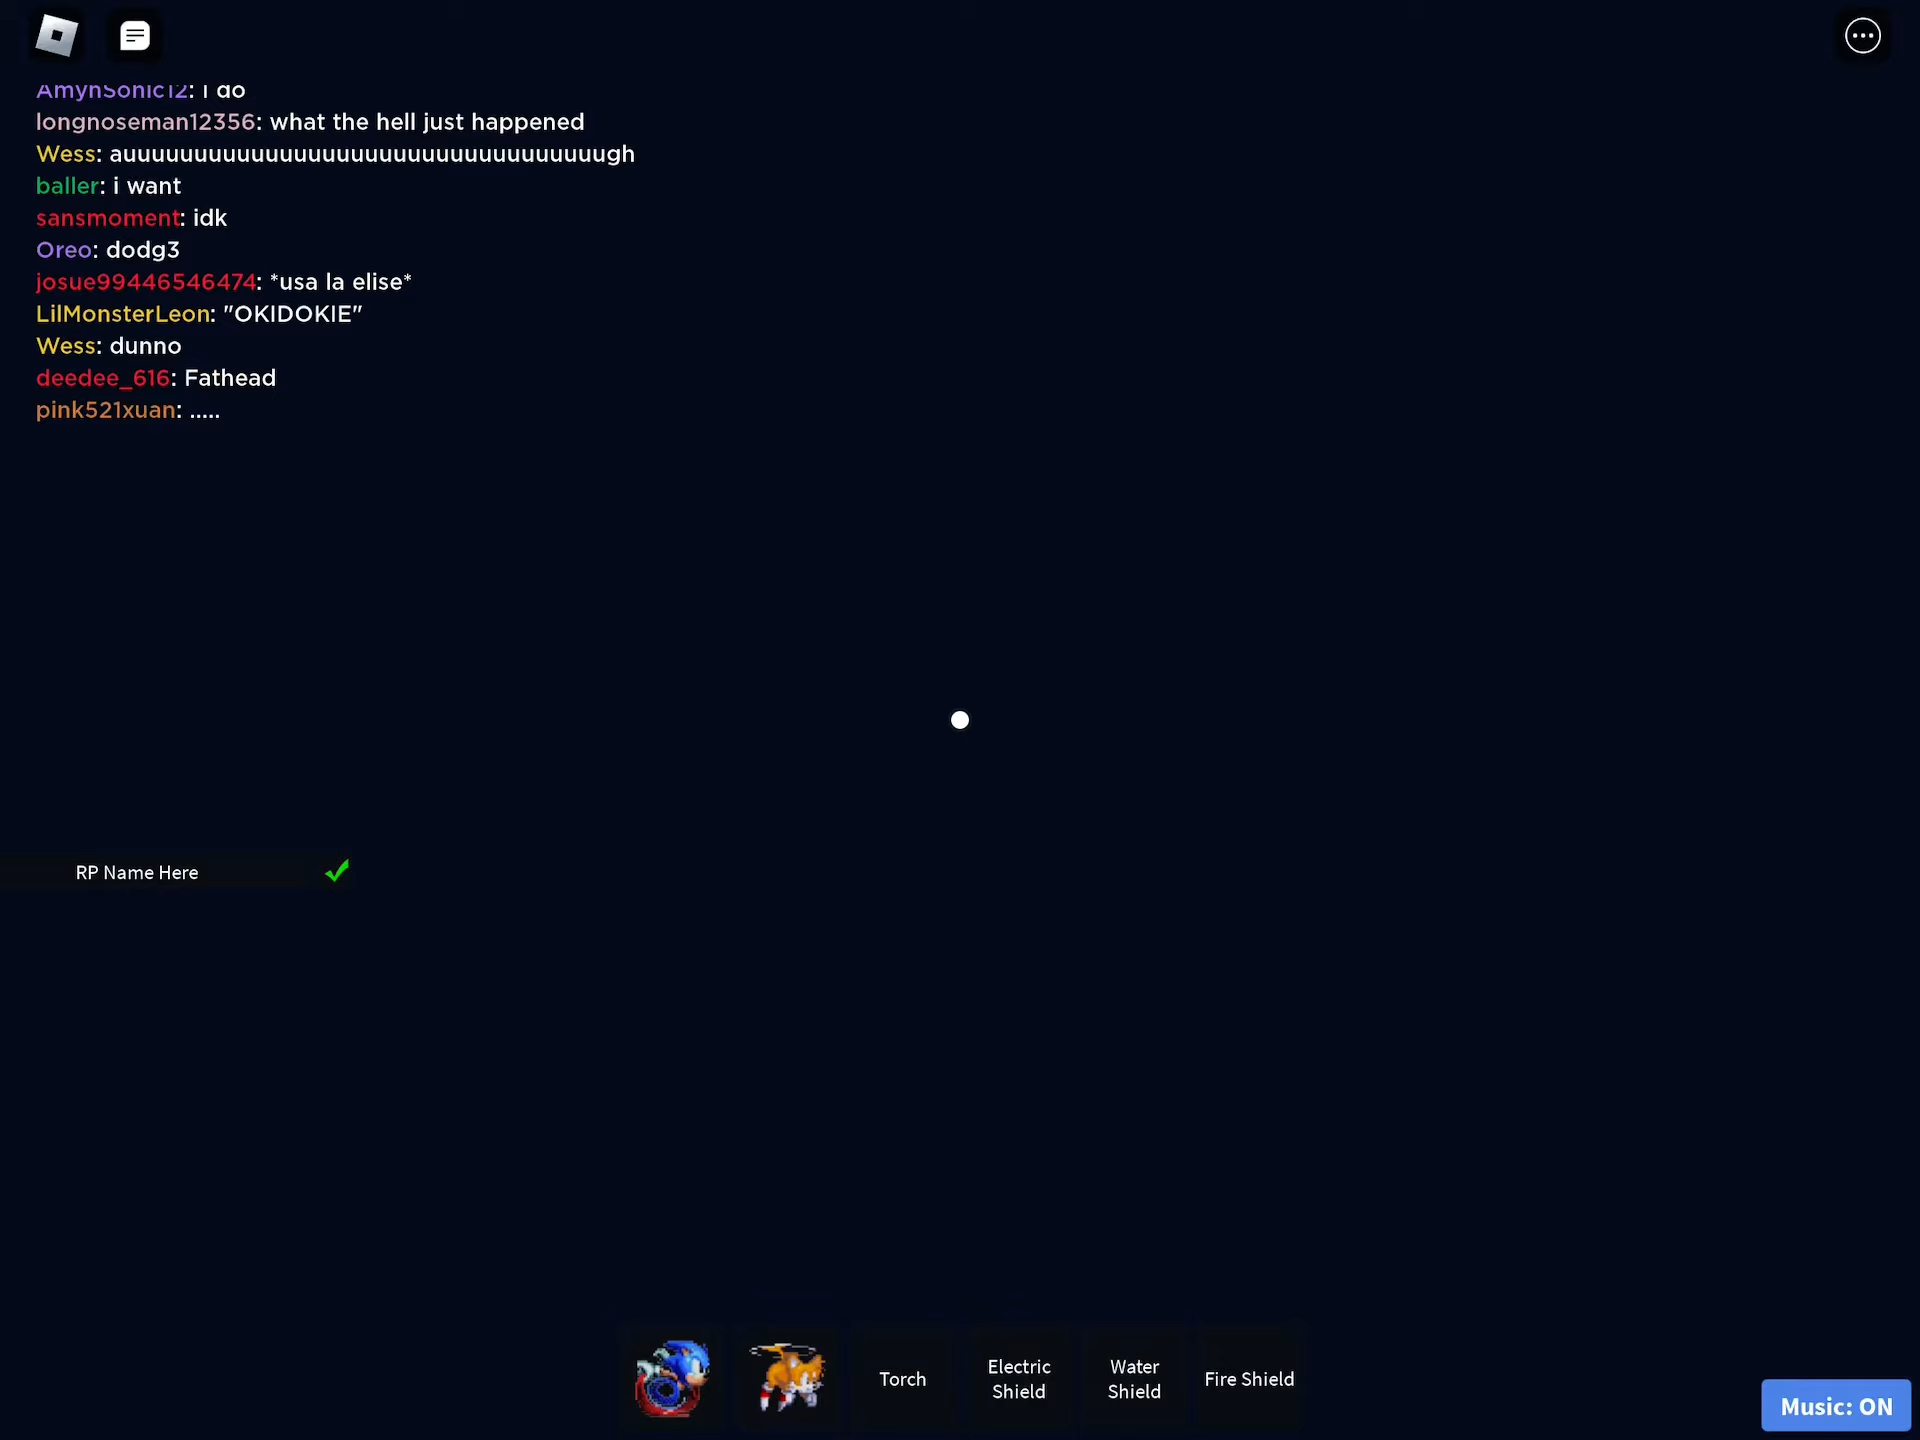 AmynSonic12: i do
longnoseman12356: what the hell just happened
Wess: auuuuuuuuuuuuuuuuuuuuuuuuuuuuuuuuuugh
baller: i want
sansmoment: idk
Oreo: dodg3
josue99446546474: *usa la elise*
LilMonsterLeon: "OKIDOKIE"
Wess: dunno
deedee_616: Fathead
pink521xuan: .....
RP Name Here
Torch
Electric
Shield
Water
Shield
Fire Shield
Music: ON